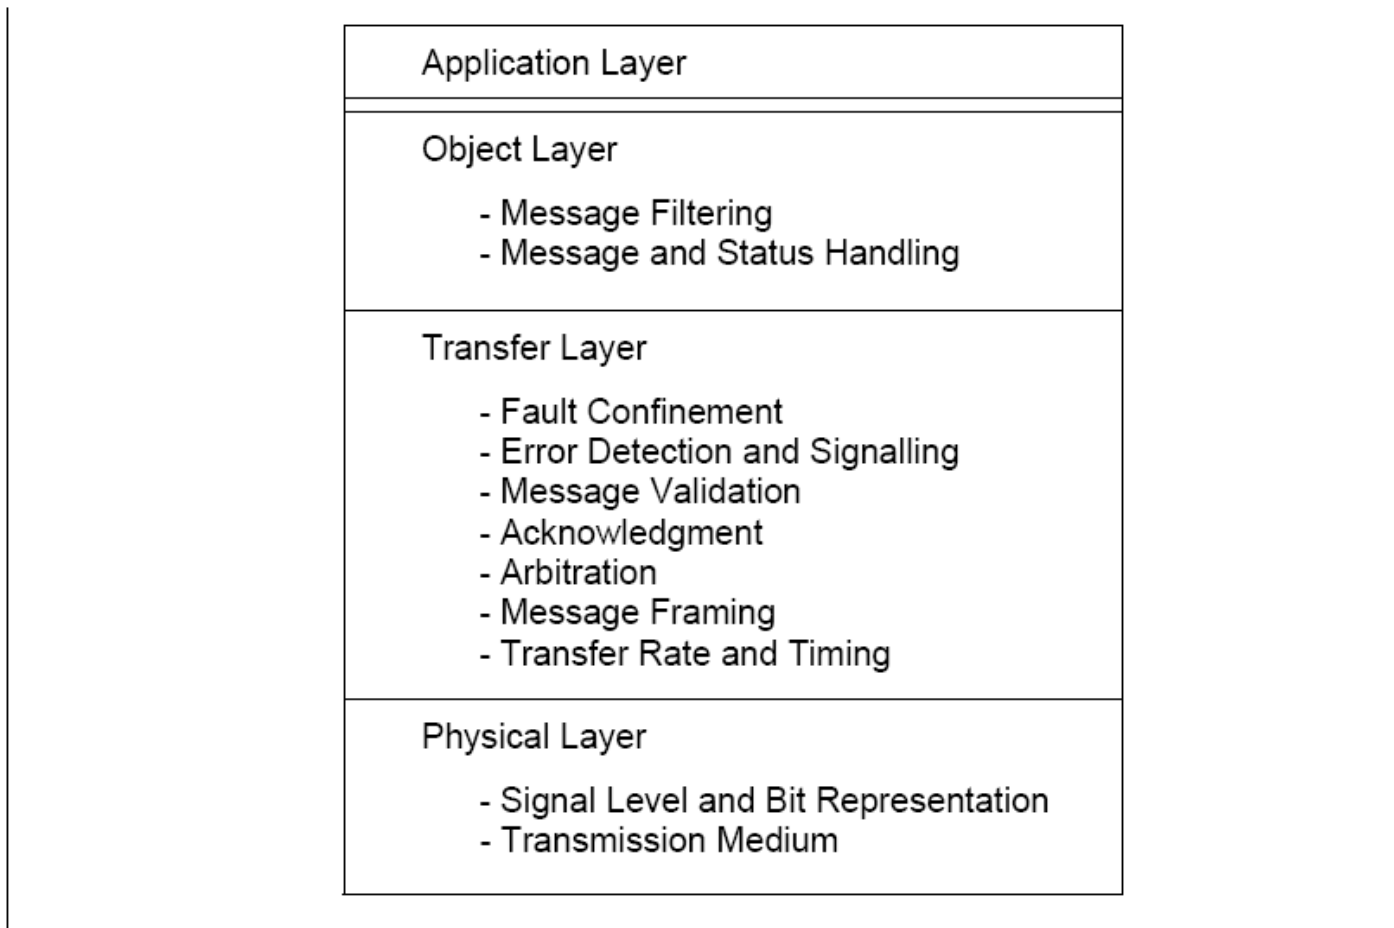 Application Layer
Object Layer
- Message Filtering
- Message and Status Handling
Transfer Layer
- Fault Confinement
- Error Detection and Signalling
- Message Validation
- Acknowledgment
- Arbitration
- Message Framing
- Transfer Rate and Timing
Physical Layer
- Signal Level and Bit Representation
- Transmission Medium